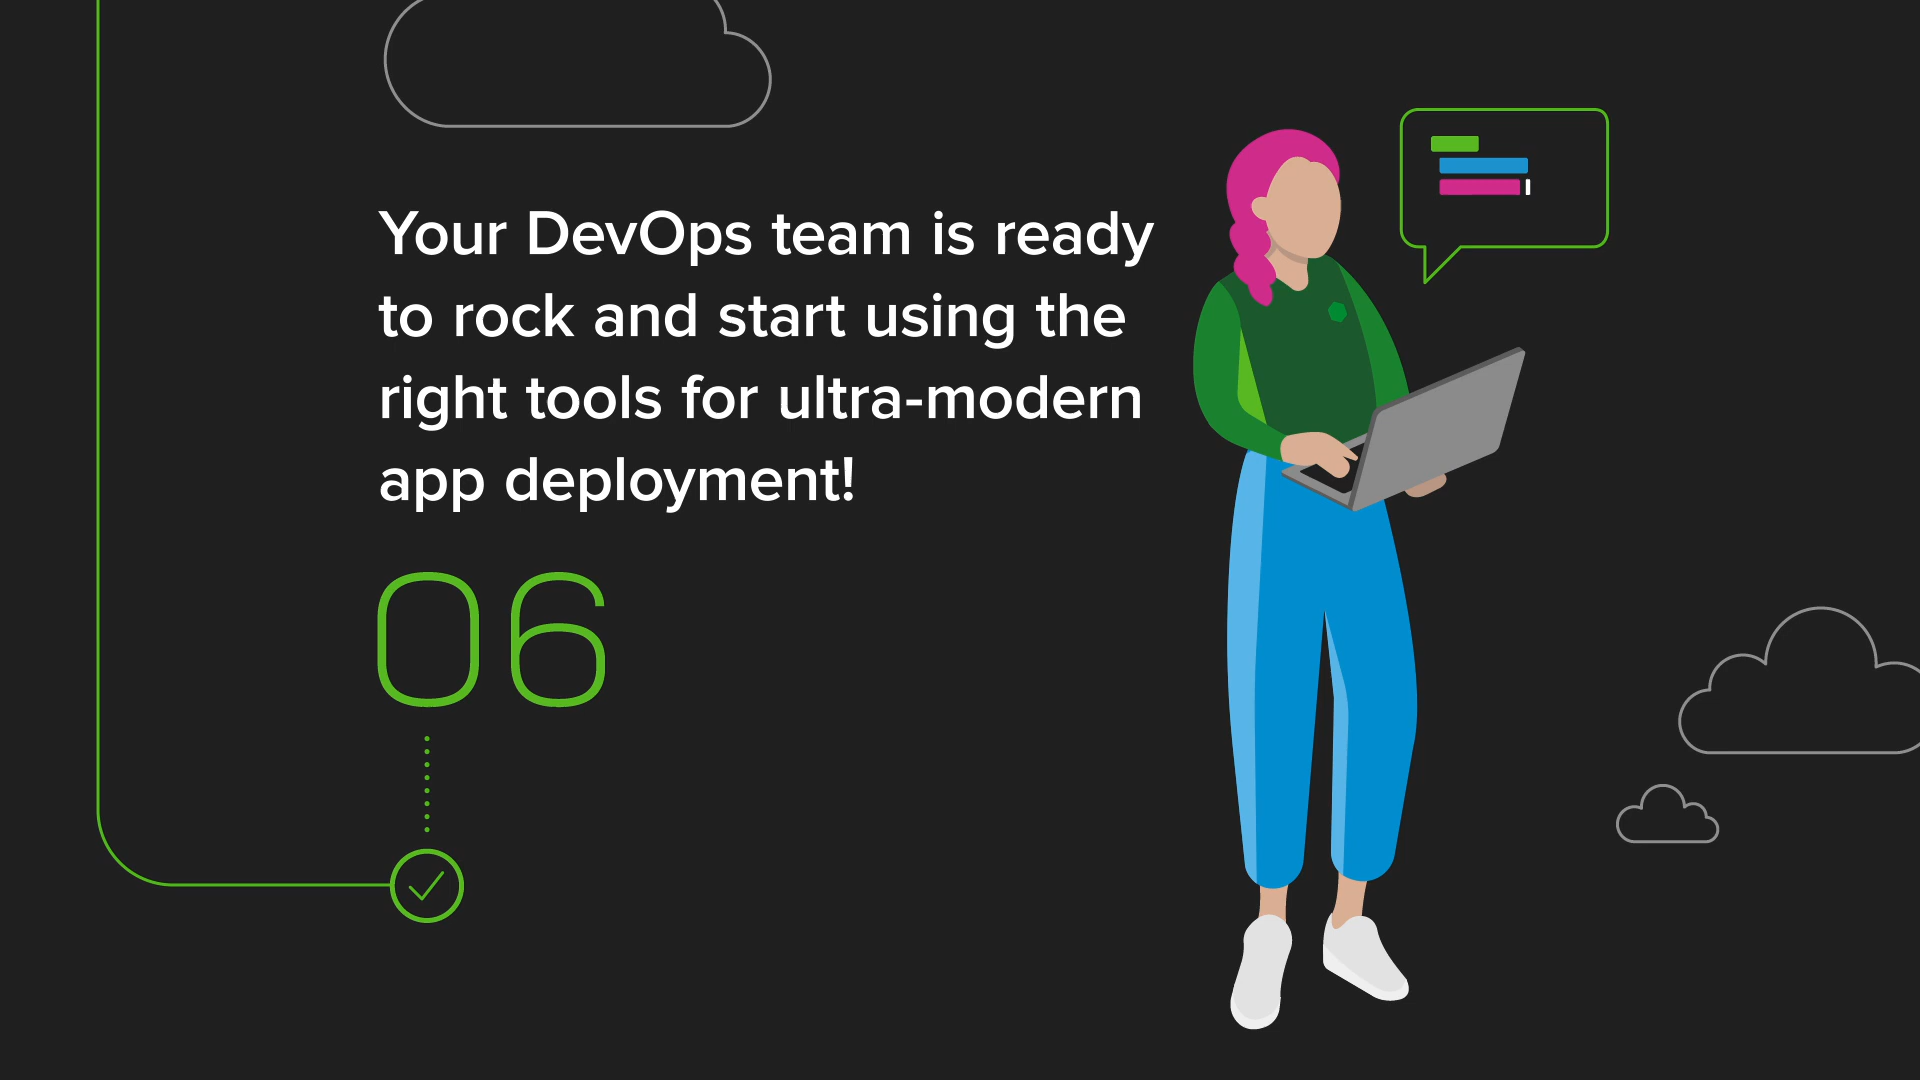 Your DevOps team is ready
to rock and start using the
right tools for ultra-modern
app deployment!
06